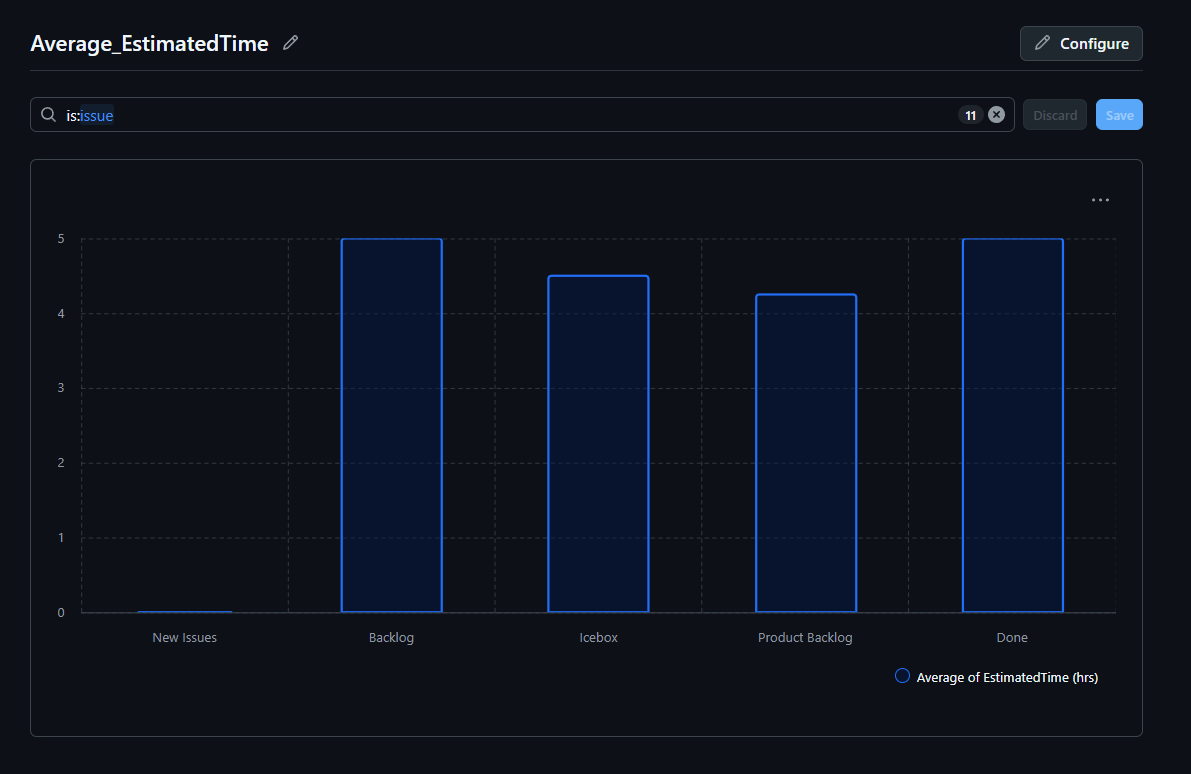 Average_EstimatedTime
Configure
is:issue
11
Discard
Save
5
4
3
2
1
0
New Issues
Backlog
Icebox
Product Backlog
Done
Average of EstimatedTime (hrs)